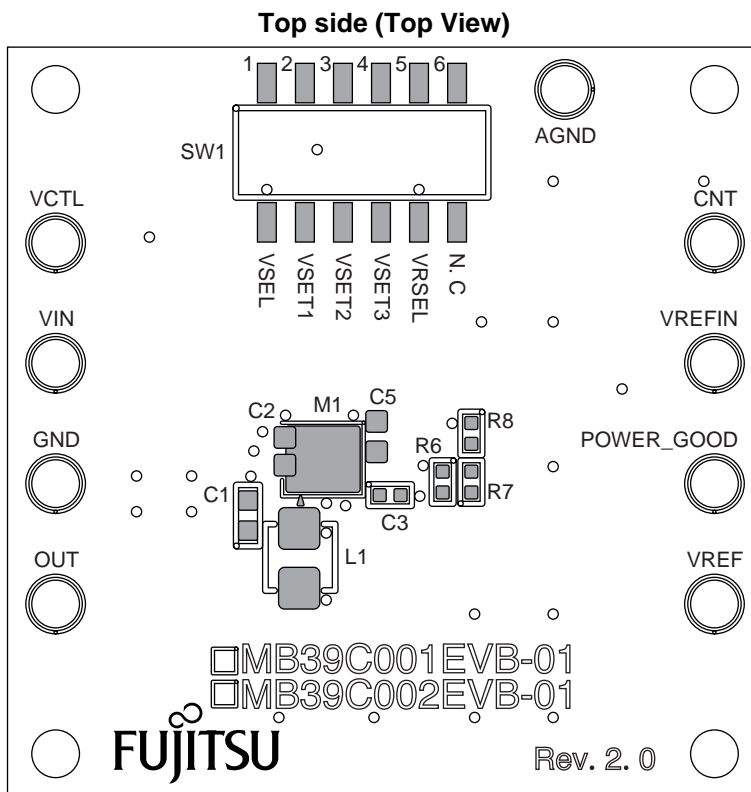 Top side (Top View)
1 2 3 4 5 6
SW1
AGND
VCTL
CNT
VSEL
VSET1
VSET2
VSET3
VRSEL
N. C
VIN
VREFIN
C2
M1
C5
R8
GND
R6
POWER_GOOD
C1
R7
C3
OUT
L1
VREF
MB39C001EVB-01
MB39C002EVB-01
FUJITSU
Rev. 2. 0